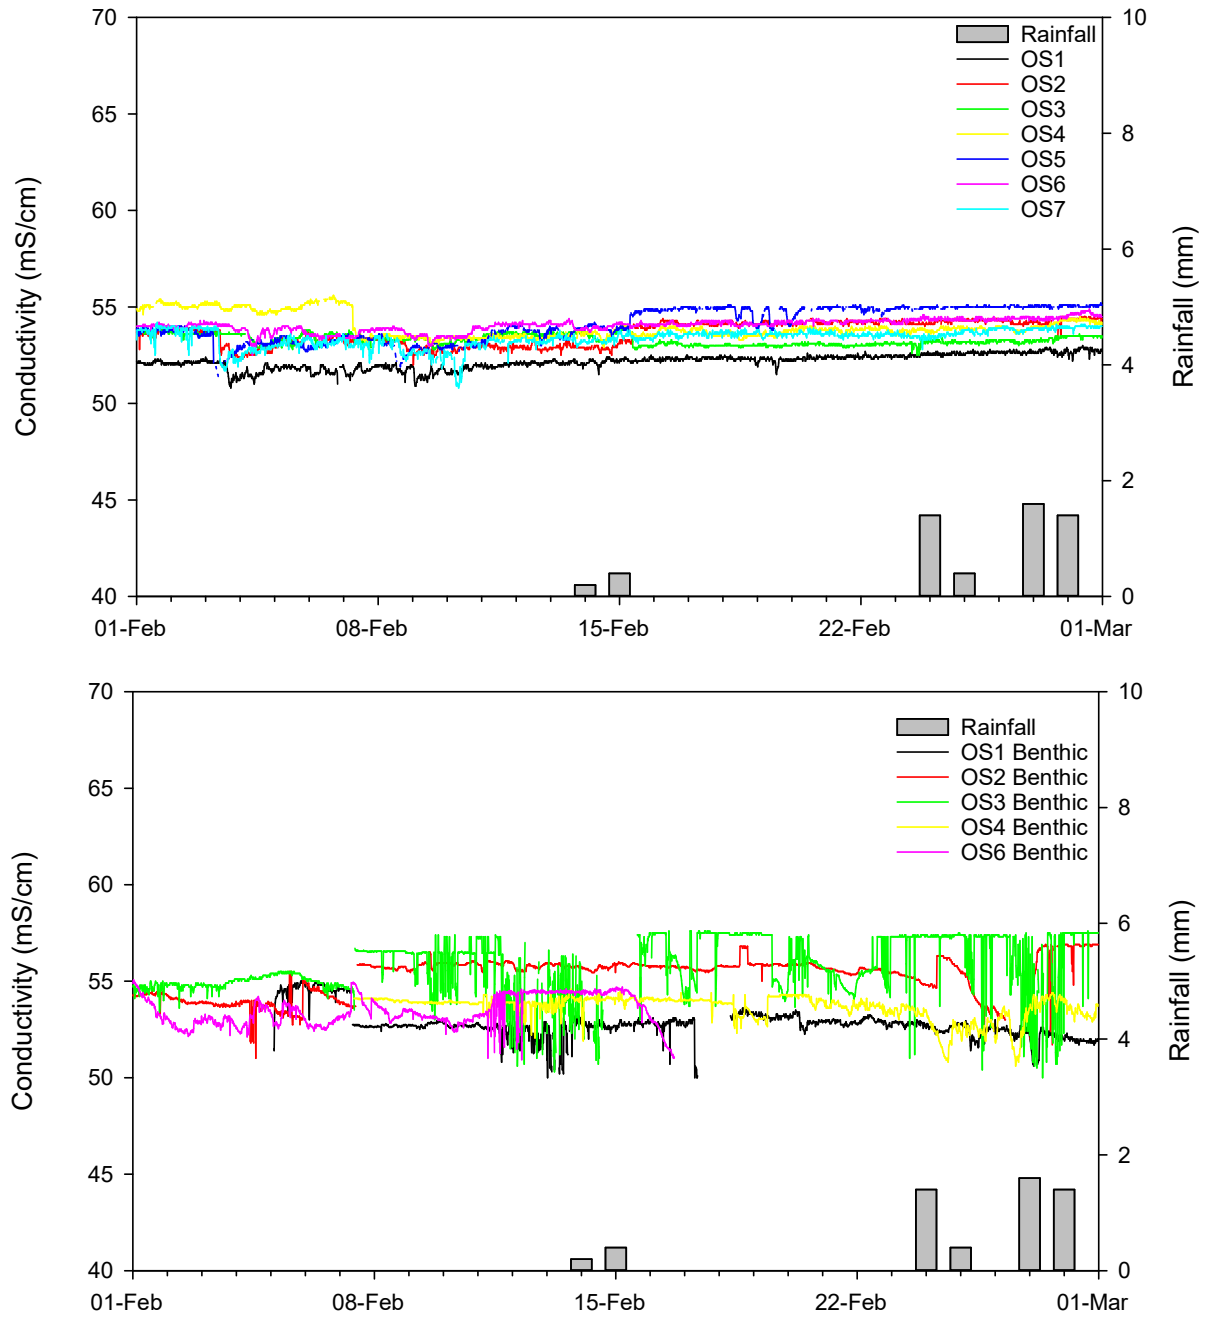 70
65
60
55
50
45
40
Conductivity (mS/cm)
10
8
6
4
2
0
Rainfall (mm)
Rainfall
OS1
OS2
OS3
OS4
OS5
OS6
OS7
01-Feb
08-Feb
15-Feb
22-Feb
01-Mar
70
65
60
55
50
45
40
Conductivity (mS/cm)
10
8
6
4
2
0
Rainfall (mm)
Rainfall
OS1 Benthic
OS2 Benthic
OS3 Benthic
OS4 Benthic
OS6 Benthic
01-Feb
08-Feb
15-Feb
22-Feb
01-Mar